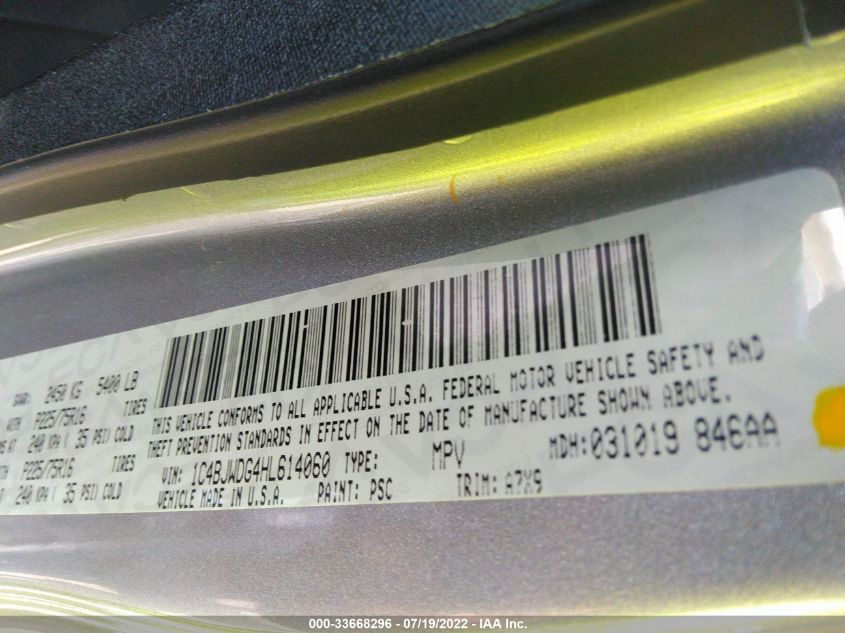 GVWR: 2450 KG 5400 LB
WITH P225/75R16 TIRES
240 KPA ( 35 PSI) COLD
WITH P225/75R16 TIRES
240 KPA ( 35 PSI) COLD
THIS VEHICLE CONFORMS TO ALL APPLICABLE U.S.A. FEDERAL MOTOR VEHICLE SAFETY AND
THEFT PREVENTION STANDARDS IN EFFECT ON THE DATE OF MANUFACTURE SHOWN ABOVE.
VIN: 1C4BJWDG4HL614060 TYPE: MPV MDH:031019 846AA
VEHICLE MADE IN U.S.A. PAINT: PSC TRIM: A7X9
000-33668296 - 07/19/2022 - IAA Inc.